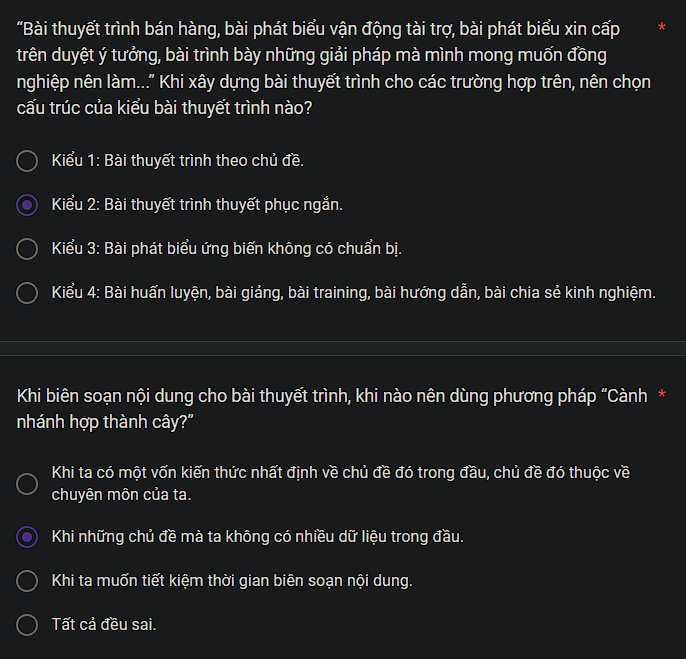 “Bài thuyết trình bán hàng, bài phát biểu vận động tài trợ, bài phát biểu xin cấp *
trên duyệt ý tưởng, bài trình bày những giải pháp mà mình mong muốn đồng
nghiệp nên làm...” Khi xây dựng bài thuyết trình cho các trường hợp trên, nên chọn
cấu trúc của kiểu bài thuyết trình nào?
Kiểu 1: Bài thuyết trình theo chủ đề.
Kiểu 2: Bài thuyết trình thuyết phục ngắn.
Kiểu 3: Bài phát biểu ứng biến không có chuẩn bị.
Kiểu 4: Bài huấn luyện, bài giảng, bài training, bài hướng dẫn, bài chia sẻ kinh nghiệm.
Khi biên soạn nội dung cho bài thuyết trình, khi nào nên dùng phương pháp “Cành *
nhánh hợp thành cây?”
Khi ta có một vốn kiến thức nhất định về chủ đề đó trong đầu, chủ đề đó thuộc về
chuyên môn của ta.
Khi những chủ đề mà ta không có nhiều dữ liệu trong đầu.
Khi ta muốn tiết kiệm thời gian biên soạn nội dung.
Tất cả đều sai.